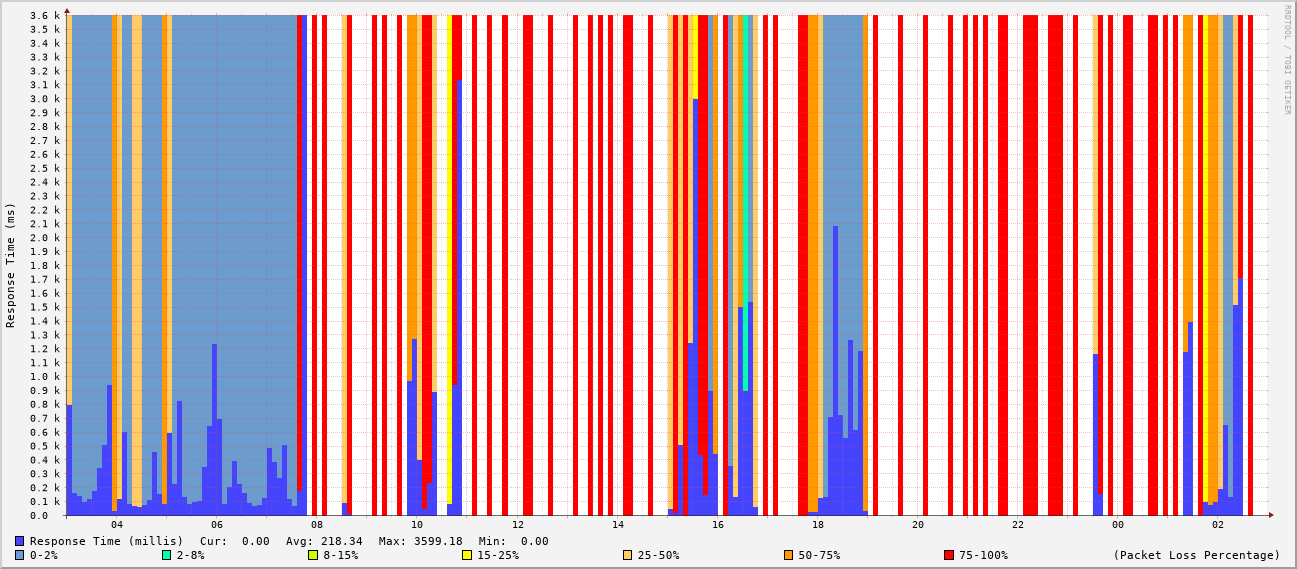 RRDTOOL / TOBI OETIKER
Response Time (ms)
3.6 k
3.5 k
3.4 k
3.3 k
3.2 k
3.1 k
3.0 k
2.9 k
2.8 k
2.7 k
2.6 k
2.5 k
2.4 k
2.3 k
2.2 k
2.1 k
2.0 k
1.9 k
1.8 k
1.7 k
1.6 k
1.5 k
1.4 k
1.3 k
1.2 k
1.1 k
1.0 k
0.9 k
0.8 k
0.7 k
0.6 k
0.5 k
0.4 k
0.3 k
0.2 k
0.1 k
0.0
04 06 08 10 12 14 16 18 20 22 00 02
Response Time (millis) Cur: 0.00 Avg: 218.34 Max: 3599.18 Min: 0.00
0-2% 2-8% 8-15% 15-25% 25-50% 50-75% 75-100% (Packet Loss Percentage)